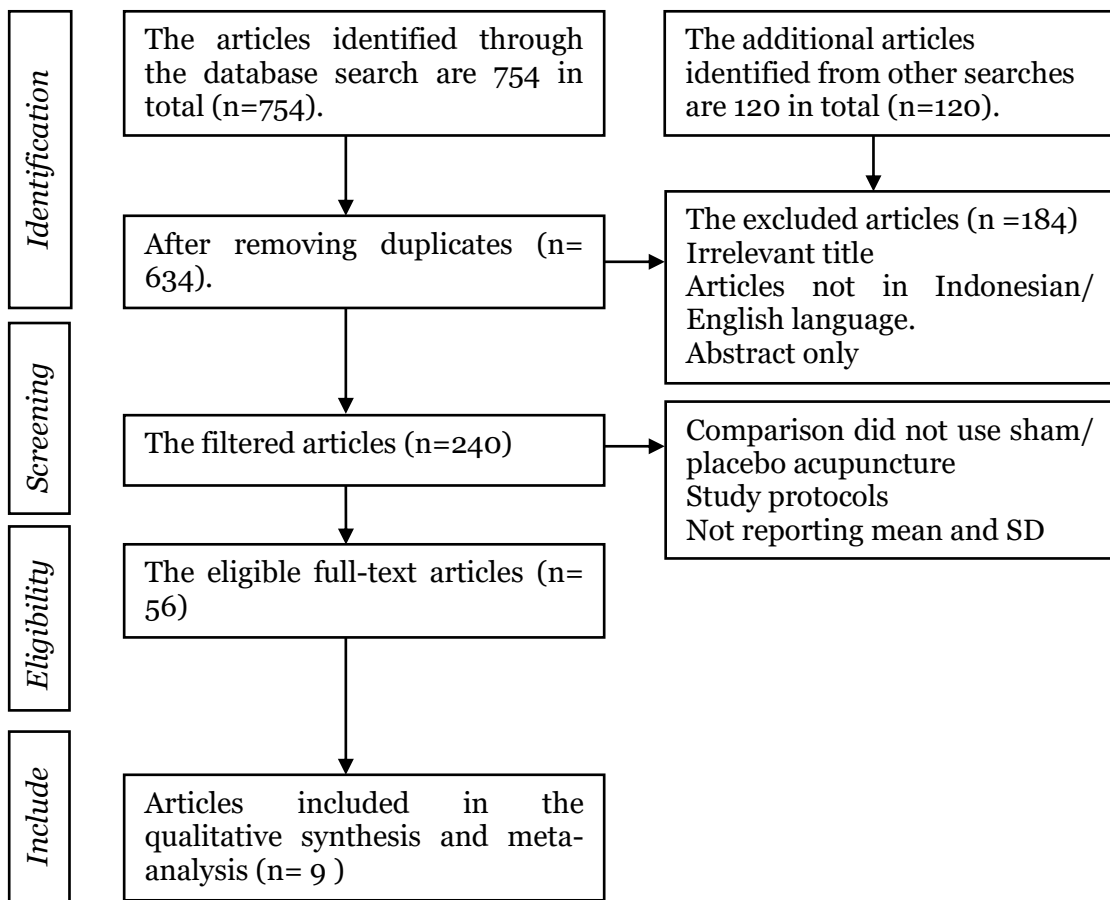 Identification
The articles identified through
the database search are 754 in
total (n=754).
The additional articles
identified from other searches
are 120 in total (n=120).
After removing duplicates (n=
634).
The excluded articles (n =184)
Irrelevant title
Articles not in Indonesian/
English language.
Abstract only
Screening
The filtered articles (n=240)
Comparison did not use sham/
placebo acupuncture
Study protocols
Not reporting mean and SD
Eligibility
The eligible full-text articles (n=
56)
Include
Articles included in the
qualitative synthesis and meta-
analysis (n= 9 )